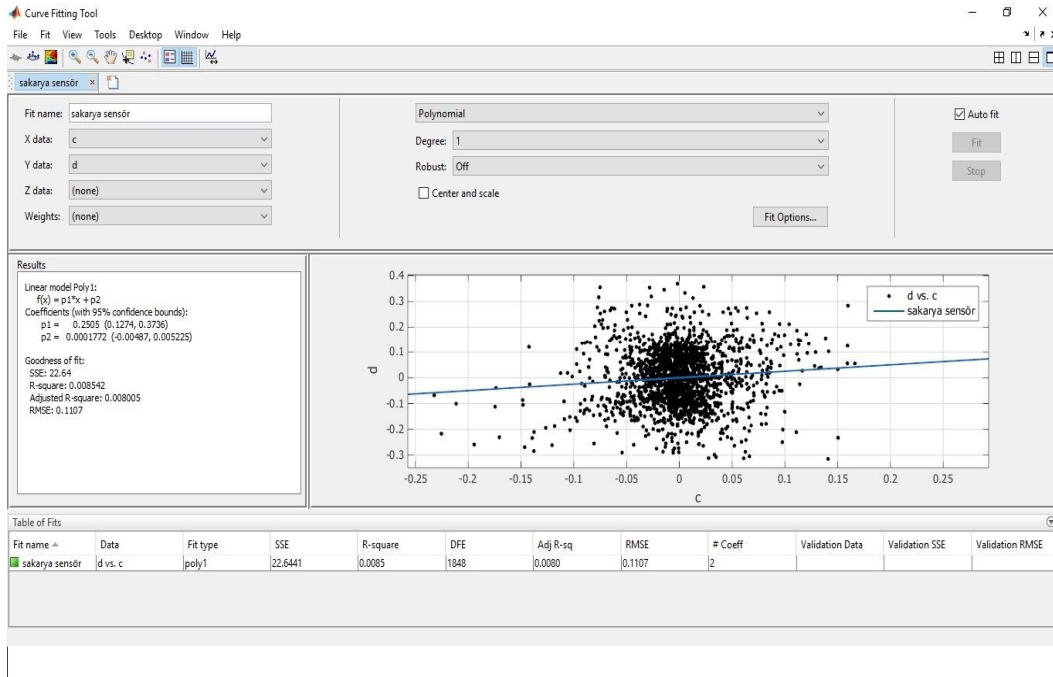 Curve Fitting Tool
File Fit View Tools Desktop Window Help
sakarya sensör
Fit name: sakarya sensör
X data: c
Y data: d
Z data: (none)
Weights: (none)
Polynomial
Degree: 1
Robust: Off
Center and scale
Fit Options...
Auto fit
Fit
Stop
Results
Linear model Poly1:
f(x) = p1*x + p2
Coefficients (with 95% confidence bounds):
p1 = 0.2505 (0.1274, 0.3736)
p2 = 0.0001772 (-0.00487, 0.005225)
Goodness of fit:
SSE: 22.64
R-square: 0.008542
Adjusted R-square: 0.008005
RMSE: 0.1107
0.4
0.3
0.2
0.1
0
-0.1
-0.2
-0.3
d
-0.25 -0.2 -0.15 -0.1 -0.05 0 0.05 0.1 0.15 0.2 0.25
c
d vs. c
sakarya sensör
Table of Fits
Fit name Data Fit type SSE R-square DFE Adj R-sq RMSE # Coeff Validation Data Validation SSE Validation RMSE
sakarya sensör d vs. c poly1 22.6441 0.0085 1848 0.0080 0.1107 2